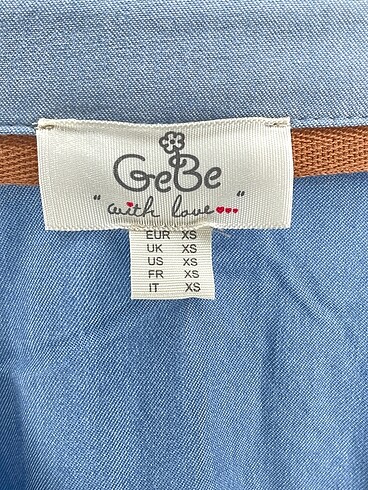 GeBe
"with love..."
EUR XS
UK XS
US XS
FR XS
IT XS